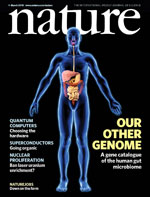 nature
QUANTUM
COMPUTERS
Choosing the
hardware
SUPERCONDUCTORS
Going organic
NUCLEAR
PROLIFERATION
Ban laser uranium
enrichment?
NATUREJOBS
Down on the farm
OUR
OTHER
GENOME
A gene catalogue
of the human gut
microbiome